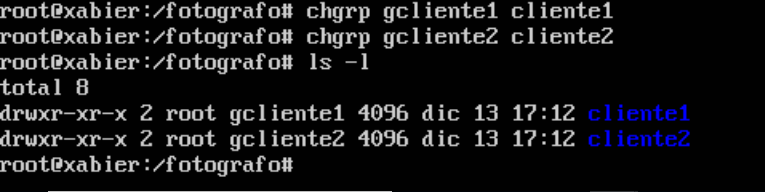 root@xabier:/fotografo# chgrp gcliente1 cliente1
root@xabier:/fotografo# chgrp gcliente2 cliente2
root@xabier:/fotografo# ls -l
total 8
drwxr-xr-x 2 root gcliente1 4096 dic 13 17:12 cliente1
drwxr-xr-x 2 root gcliente2 4096 dic 13 17:12 cliente2
root@xabier:/fotografo#